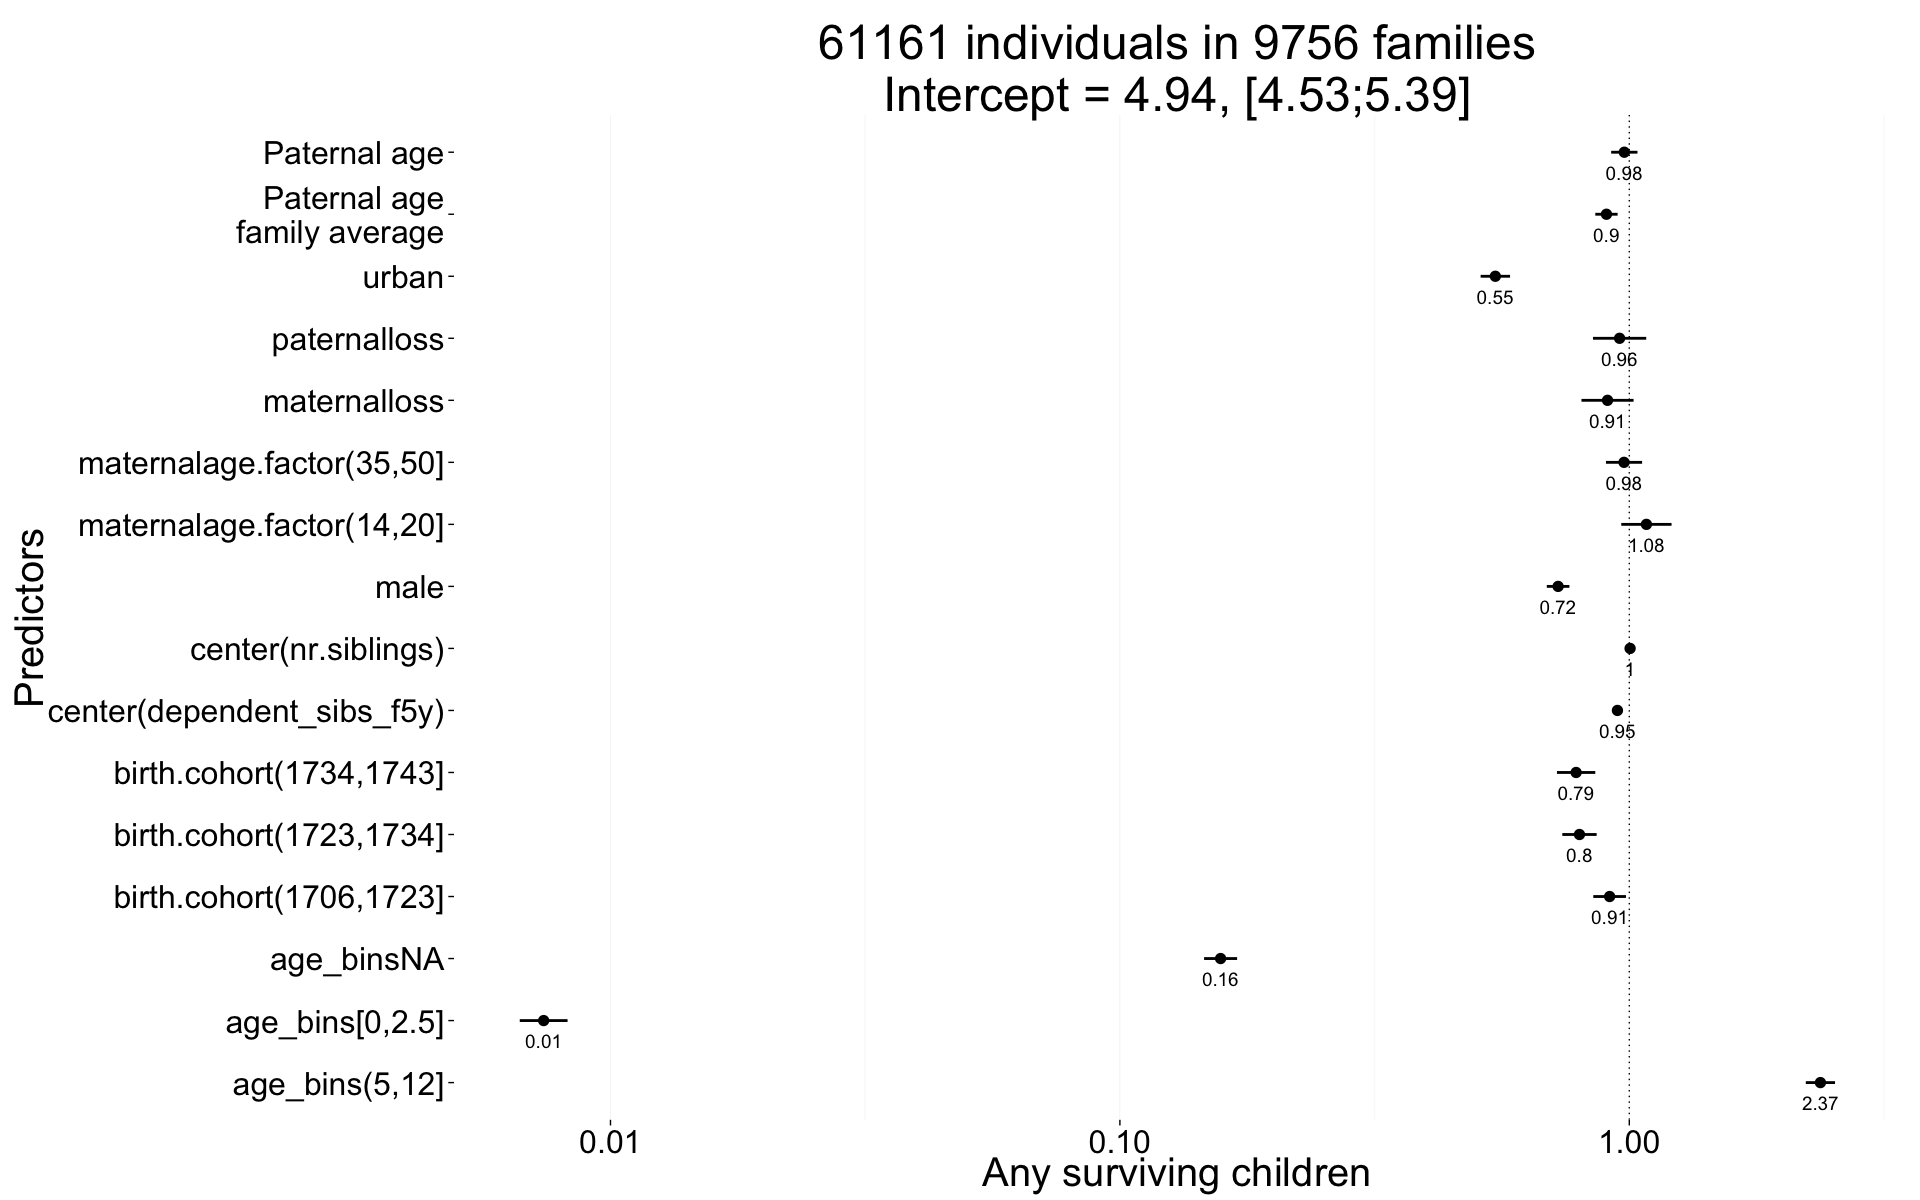 61161 individuals in 9756 families
Intercept = 4.94, [4.53;5.39]
Predictors
Paternal age
0.98
Paternal age
family average
0.9
urban
0.55
paternalloss
0.96
maternalloss
0.91
maternalage.factor(35,50]
0.98
maternalage.factor(14,20]
1.08
male
0.72
center(nr.siblings)
1
center(dependent_sibs_f5y)
0.95
birth.cohort(1734,1743]
0.79
birth.cohort(1723,1734]
0.8
birth.cohort(1706,1723]
0.91
age_binsNA
0.16
age_bins[0,2.5]
0.01
age_bins(5,12]
2.37
0.01 0.10 1.00
Any surviving children